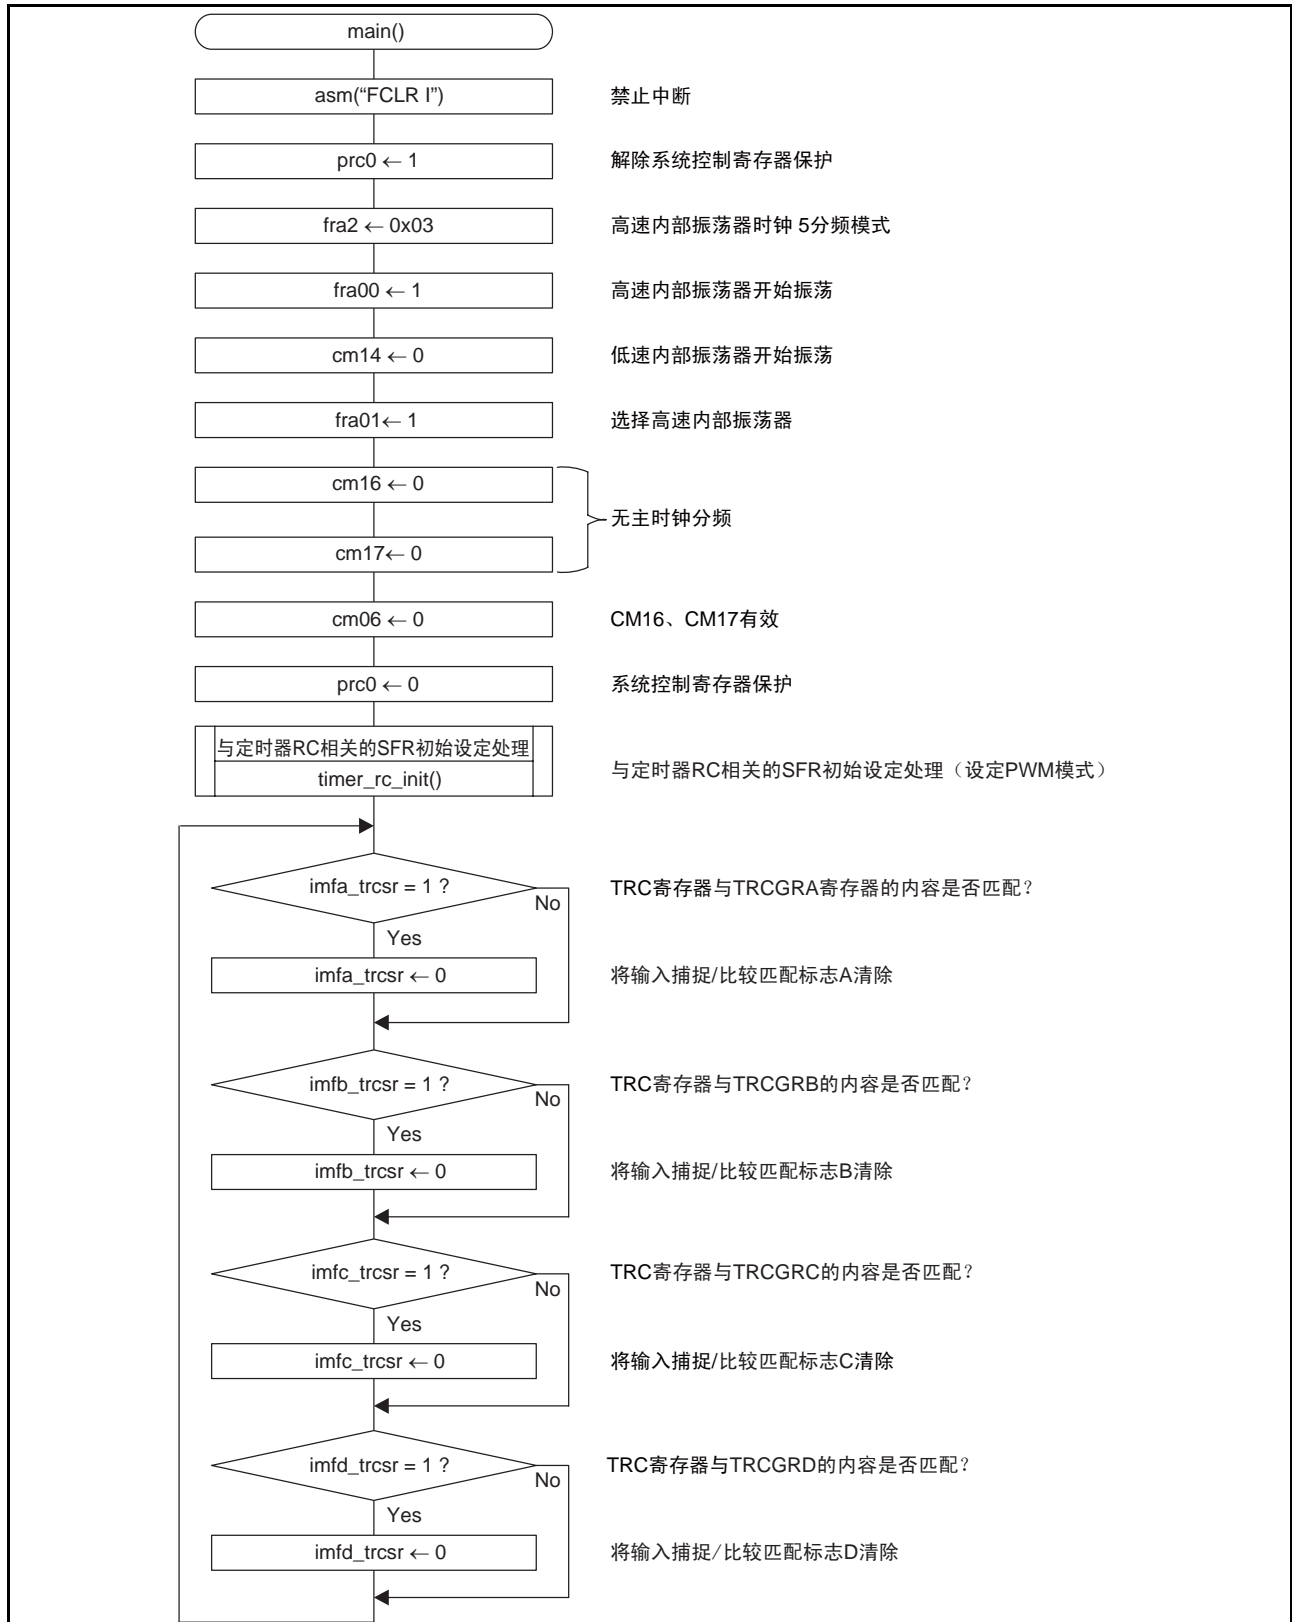 main()
asm("FCLR I")
禁止中断
prc0 ← 1
解除系统控制寄存器保护
fra2 ← 0x03
高速内部振荡器时钟 5分频模式
fra00 ← 1
高速内部振荡器开始振荡
cm14 ← 0
低速内部振荡器开始振荡
fra01← 1
选择高速内部振荡器
cm16 ← 0
无主时钟分频
cm17← 0
cm06 ← 0
CM16、CM17有效
prc0 ← 0
系统控制寄存器保护
与定时器RC相关的SFR初始设定处理
timer_rc_init()
与定时器RC相关的SFR初始设定处理（设定PWM模式）
imfa_trcsr = 1 ?
No
TRC寄存器与TRCGRA寄存器的内容是否匹配？
Yes
imfa_trcsr ← 0
将输入捕捉/比较匹配标志A清除
imfb_trcsr = 1 ?
No
TRC寄存器与TRCGRB的内容是否匹配？
Yes
imfb_trcsr ← 0
将输入捕捉/比较匹配标志B清除
imfc_trcsr = 1 ?
No
TRC寄存器与TRCGRC的内容是否匹配？
Yes
imfc_trcsr ← 0
将输入捕捉/比较匹配标志C清除
imfd_trcsr = 1 ?
No
TRC寄存器与TRCGRD的内容是否匹配？
Yes
imfd_trcsr ← 0
将输入捕捉/比较匹配标志D清除